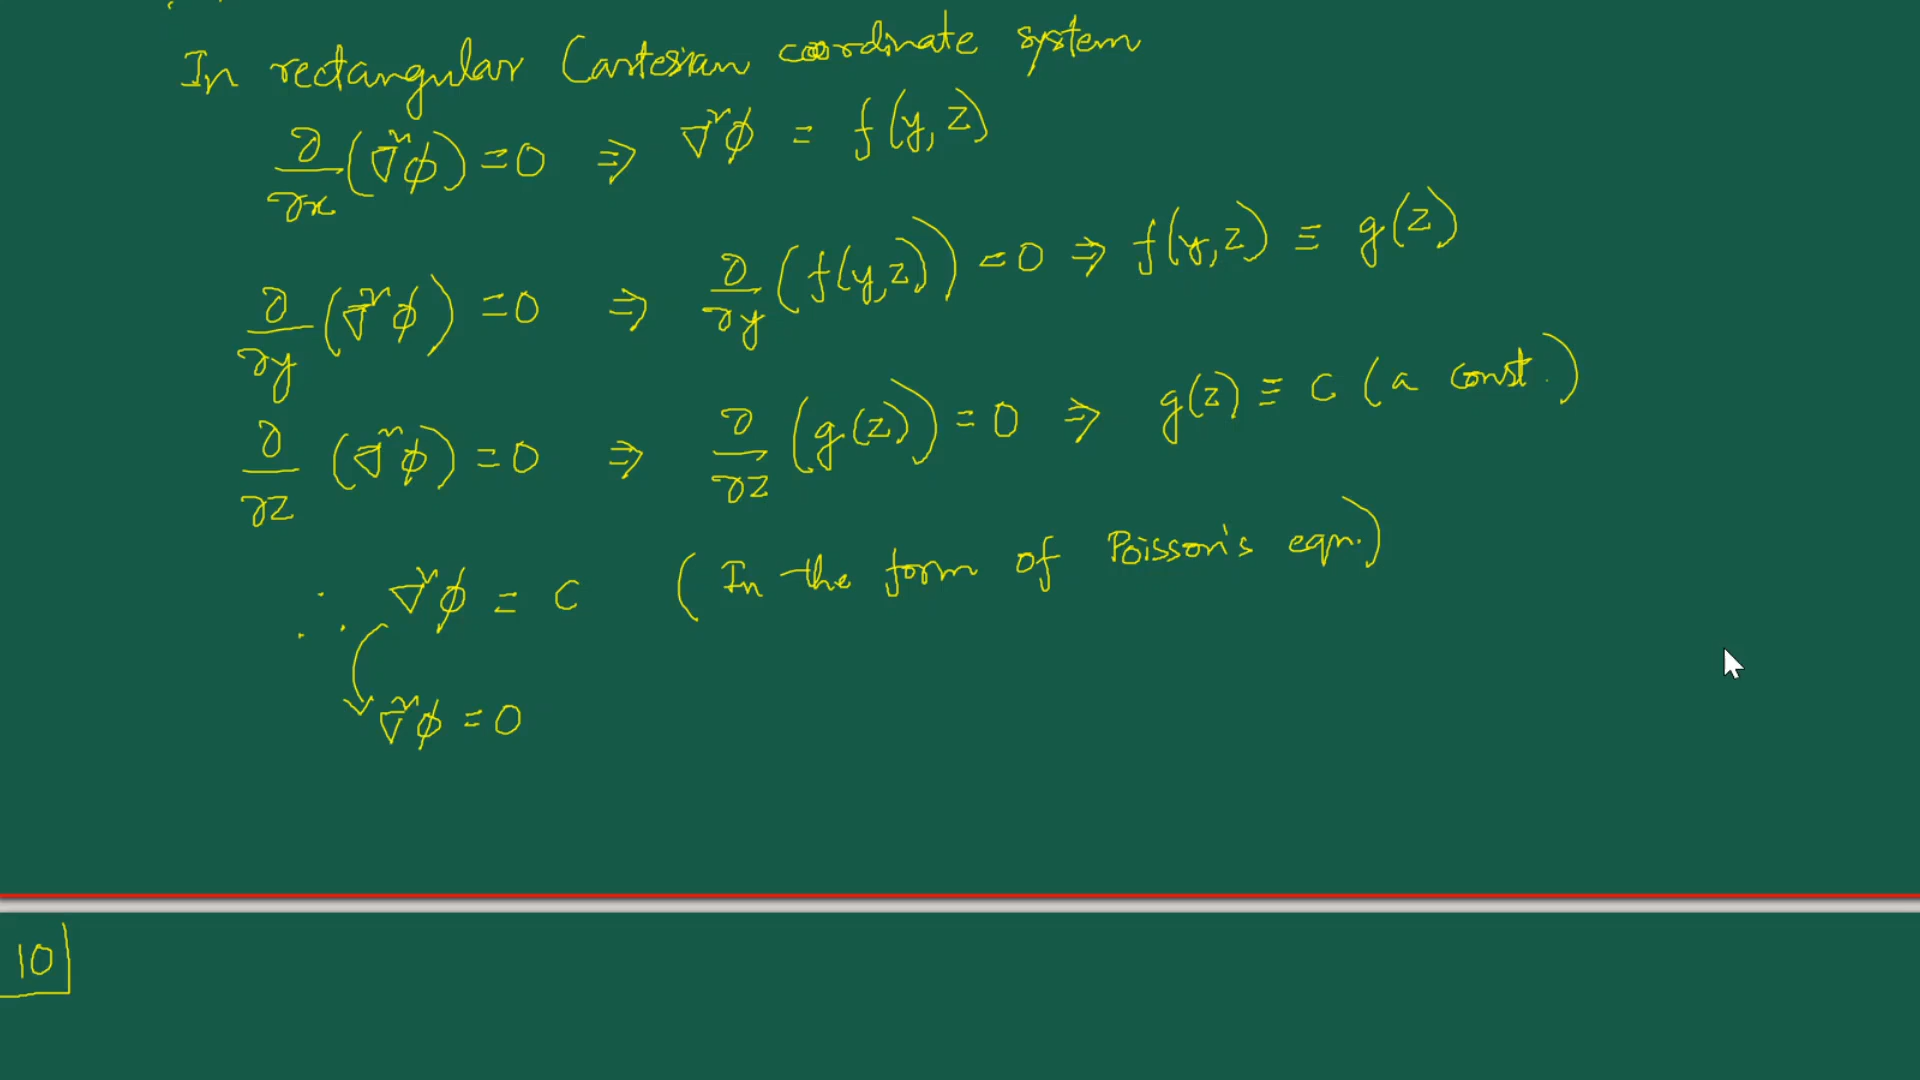 In rectangular Cartesian coordinate system
∂/∂x (∇²φ) = 0 ⇒ ∇²φ = f(y, z)
∂/∂y (∇²φ) = 0 ⇒ ∂/∂y (f(y,z)) = 0 ⇒ f(y,z) ≡ g(z)
∂/∂z (∇²φ) = 0 ⇒ ∂/∂z (g(z)) = 0 ⇒ g(z) ≡ c (a const.)
∴ ∇²φ = c (In the form of Poisson's eqn.)
∇²φ = 0
10